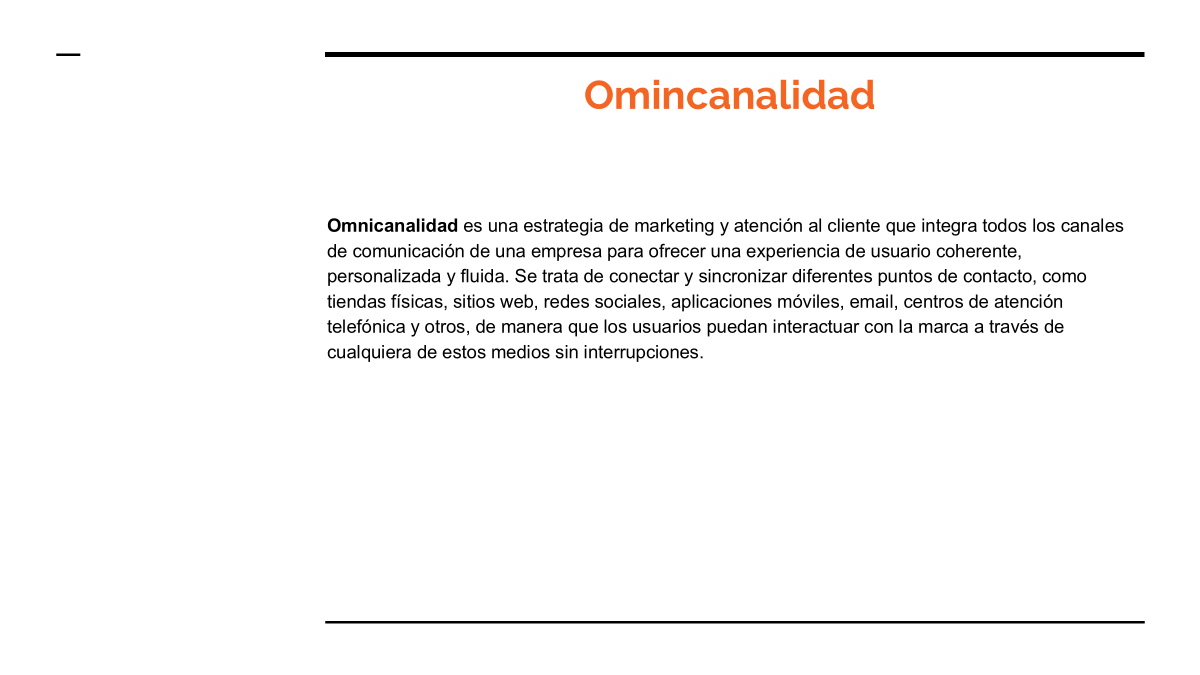 Omincanalidad
Omnicanalidad es una estrategia de marketing y atención al cliente que integra todos los canales
de comunicación de una empresa para ofrecer una experiencia de usuario coherente,
personalizada y fluida. Se trata de conectar y sincronizar diferentes puntos de contacto, como
tiendas físicas, sitios web, redes sociales, aplicaciones móviles, email, centros de atención
telefónica y otros, de manera que los usuarios puedan interactuar con la marca a través de
cualquiera de estos medios sin interrupciones.